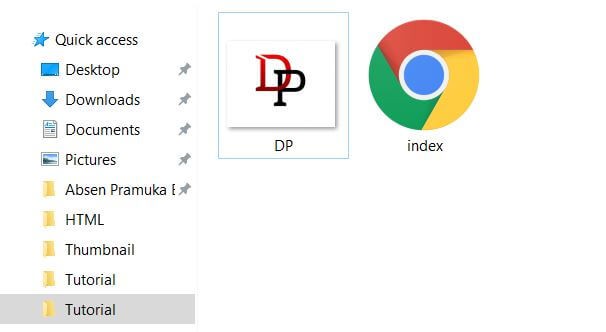 Quick access
Desktop
Downloads
Documents
Pictures
Absen Pramuka E
HTML
Thumbnail
Tutorial
Tutorial
DP
DP
index